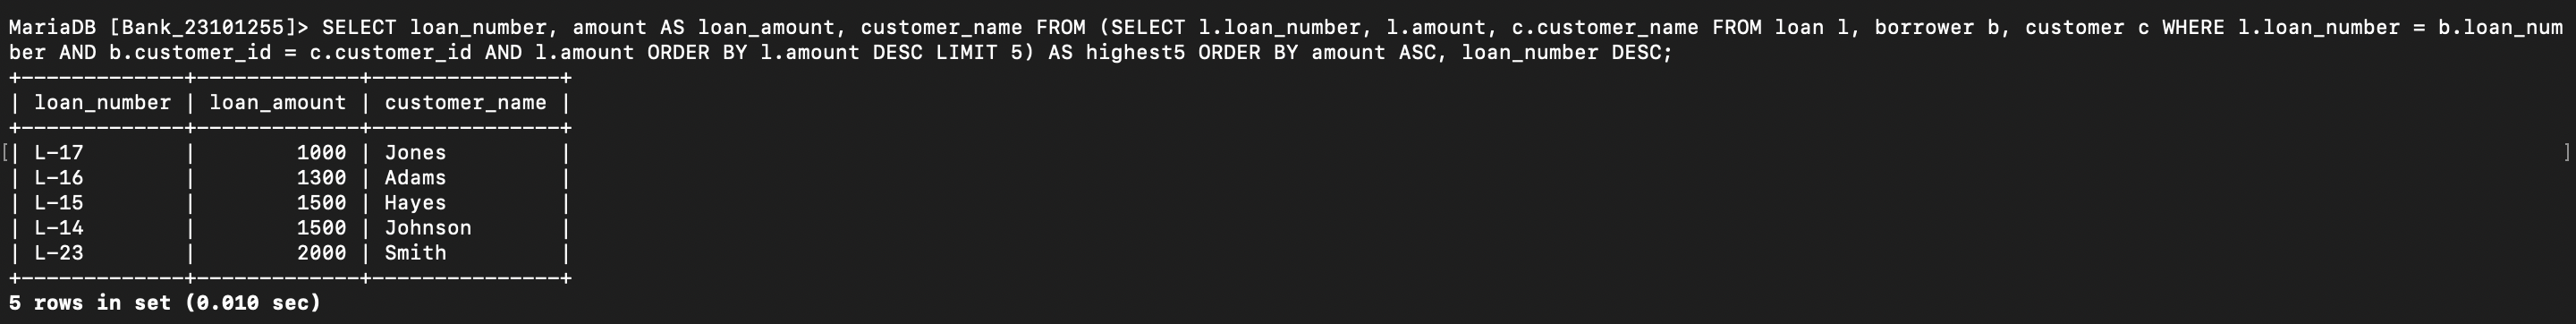 MariaDB [Bank_23101255]> SELECT loan_number, amount AS loan_amount, customer_name FROM (SELECT l.loan_number, l.amount, c.customer_name FROM loan l, borrower b, customer c WHERE l.loan_number = b.loan_num
ber AND b.customer_id = c.customer_id AND l.amount ORDER BY l.amount DESC LIMIT 5) AS highest5 ORDER BY amount ASC, loan_number DESC;
+-------------+-------------+---------------+
| loan_number | loan_amount | customer_name |
+-------------+-------------+---------------+
[| L-17        |        1000 | Jones         | ]
| L-16        |        1300 | Adams         |
| L-15        |        1500 | Hayes         |
| L-14        |        1500 | Johnson       |
| L-23        |        2000 | Smith         |
+-------------+-------------+---------------+
5 rows in set (0.010 sec)